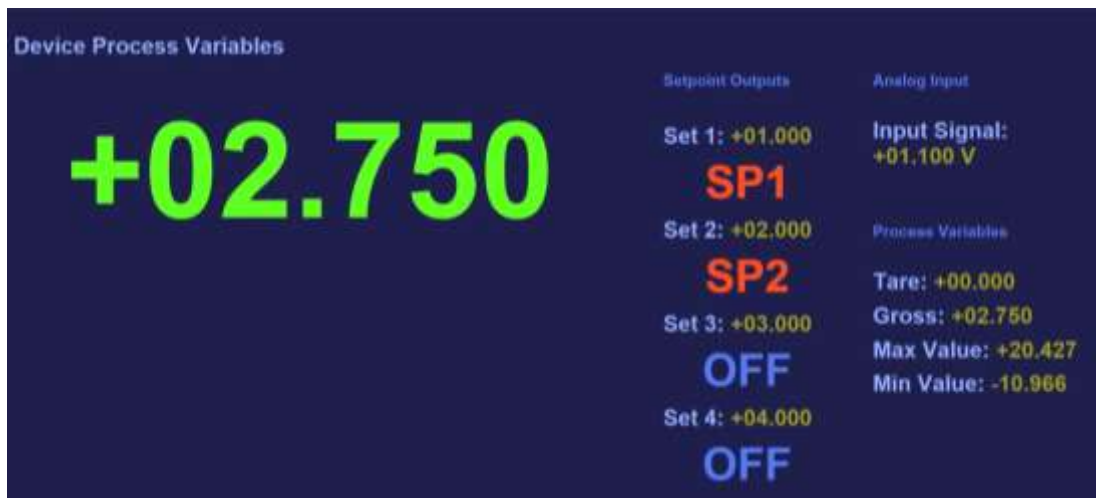 Device Process Variables
+02.750
Setpoint Outputs
Set 1: +01.000
SP1
Set 2: +02.000
SP2
Set 3: +03.000
OFF
Set 4: +04.000
OFF
Analog Input
Input Signal:
+01.100 V
Process Variables
Tare: +00.000
Gross: +02.750
Max Value: +20.427
Min Value: -10.966